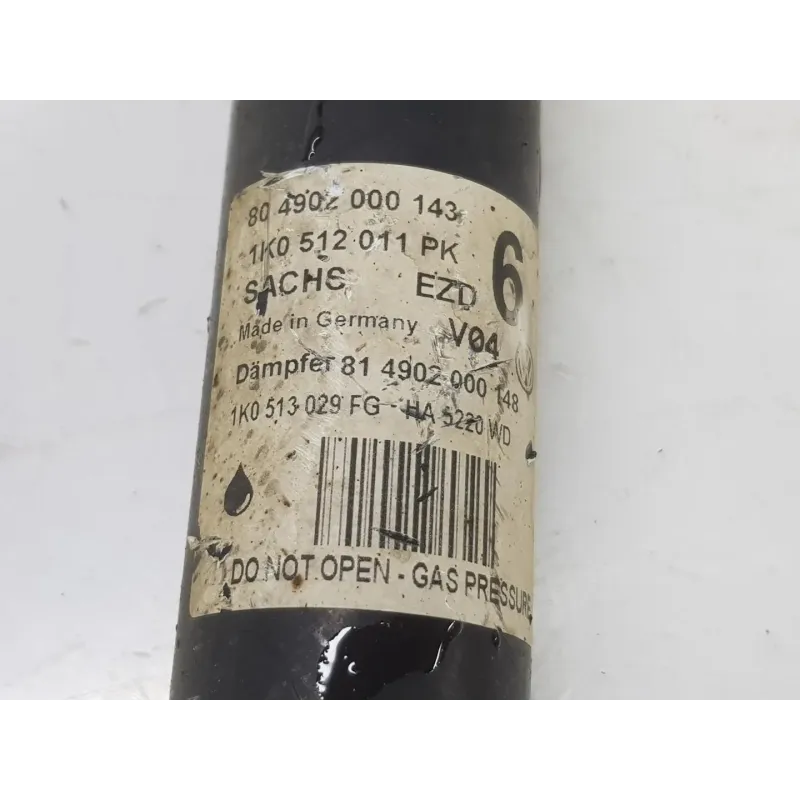 80 4902 000 143
1K0 512 011 PK 6
SACHS EZD
Made in Germany V04
Dämpfer 81 4902 000 148
1K0 513 029 FG - HA 5220 WD
DO NOT OPEN - GAS PRESSURE